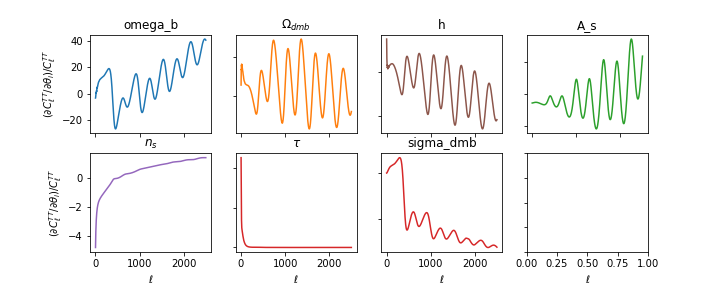 omega_b
Ω_dmb
h
A_s
40
20
0
−20
(∂C_ℓ^TT/∂θ_i)/C_ℓ^TT
0
1000
2000
0
1000
2000
0
1000
2000
n_s
τ
sigma_dmb
0
−2
−4
(∂C_ℓ^TT/∂θ_i)/C_ℓ^TT
0.00
0.25
0.50
0.75
1.00
ℓ
ℓ
ℓ
ℓ